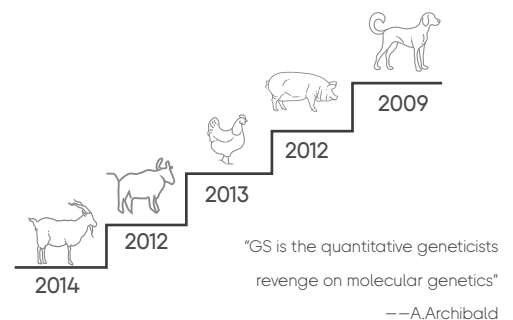 2009
2012
2013
2012
2014
“GS is the quantitative geneticists
revenge on molecular genetics”
——A.Archibald